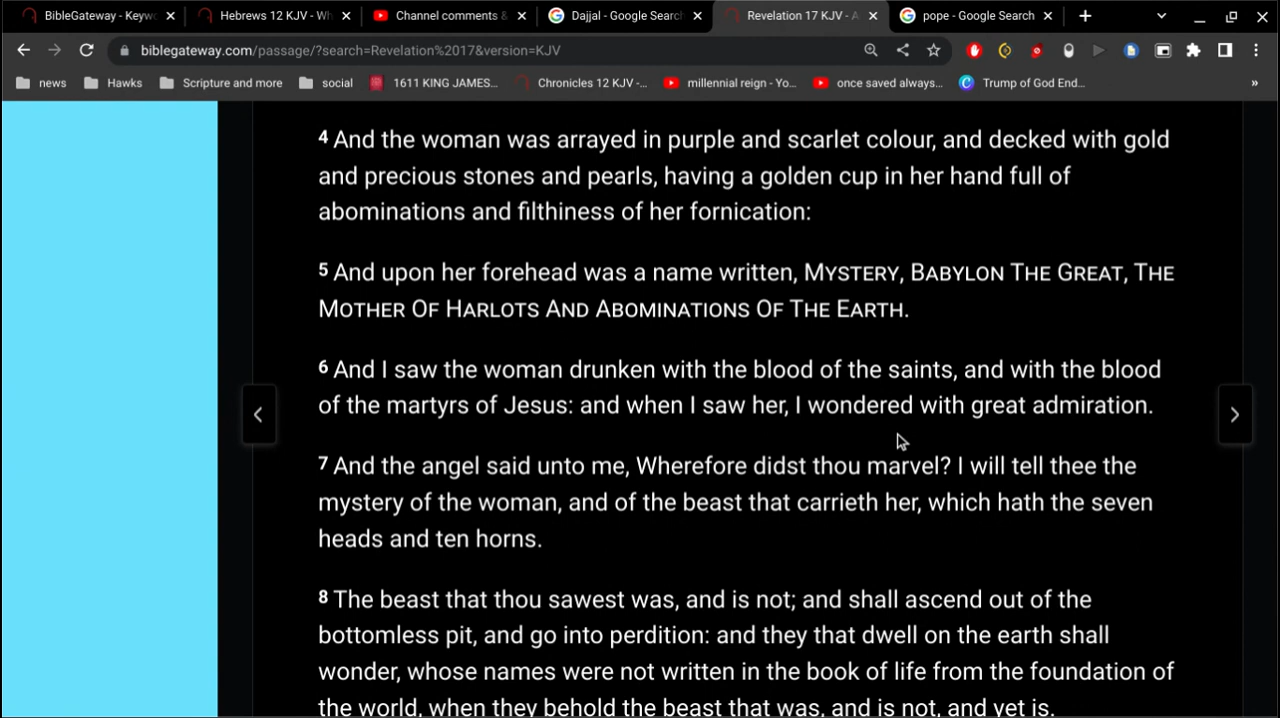 BibleGateway - Keyw
Hebrews 12 KJV - Wh
Channel comments &
Dajjal - Google Search
Revelation 17 KJV - A
pope - Google Search
biblegateway.com/passage/?search=Revelation%2017&version=KJV
news
Hawks
Scripture and more
social
1611 KING JAMES...
Chronicles 12 KJV -...
millennial reign - Yo...
once saved always...
Trump of God End...
»
4 And the woman was arrayed in purple and scarlet colour, and decked with gold
and precious stones and pearls, having a golden cup in her hand full of
abominations and filthiness of her fornication:
5 And upon her forehead was a name written, MYSTERY, BABYLON THE GREAT, THE
MOTHER OF HARLOTS AND ABOMINATIONS OF THE EARTH.
6 And I saw the woman drunken with the blood of the saints, and with the blood
of the martyrs of Jesus: and when I saw her, I wondered with great admiration.
7 And the angel said unto me, Wherefore didst thou marvel? I will tell thee the
mystery of the woman, and of the beast that carrieth her, which hath the seven
heads and ten horns.
8 The beast that thou sawest was, and is not; and shall ascend out of the
bottomless pit, and go into perdition: and they that dwell on the earth shall
wonder, whose names were not written in the book of life from the foundation of
the world, when they behold the beast that was, and is not, and yet is.